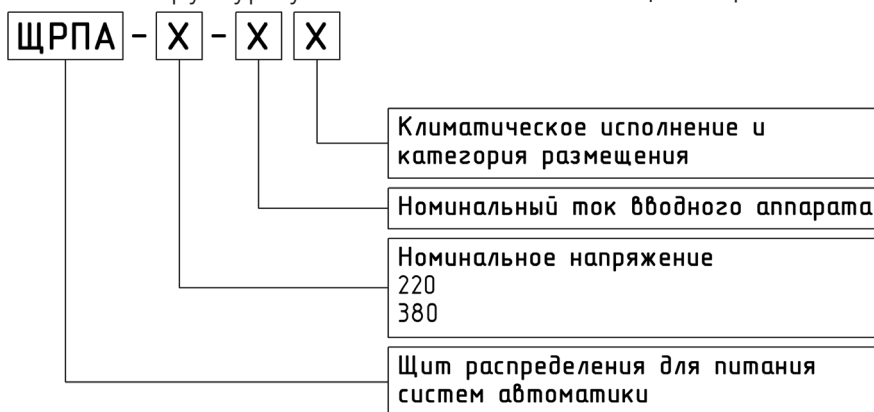 ЩРПА - Х - Х Х
Климатическое исполнение и
категория размещения
Номинальный ток вводного аппарата
Номинальное напряжение
220
380
Щит распределения для питания
систем автоматики